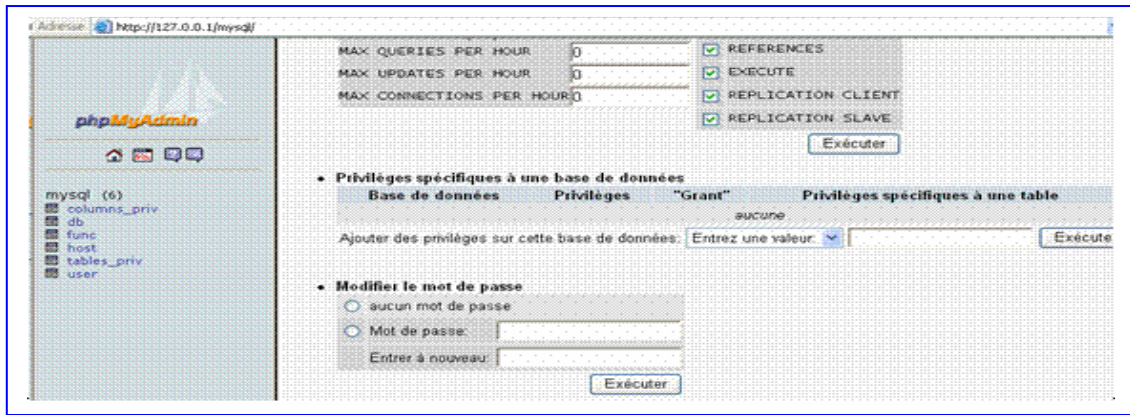 Adresse http://127.0.0.1/mysql/
phpMyAdmin
mysql (6)
columns_priv
db
func
host
tables_priv
user
MAX QUERIES PER HOUR 0
MAX UPDATES PER HOUR 0
MAX CONNECTIONS PER HOUR 0
REFERENCES
EXECUTE
REPLICATION CLIENT
REPLICATION SLAVE
Exécuter
• Privilèges spécifiques à une base de données
Base de données Privilèges "Grant" Privilèges spécifiques à une table
aucune
Ajouter des privilèges sur cette base de données: Entrez une valeur: Exécute
• Modifier le mot de passe
aucun mot de passe
Mot de passe:
Entrer à nouveau:
Exécuter